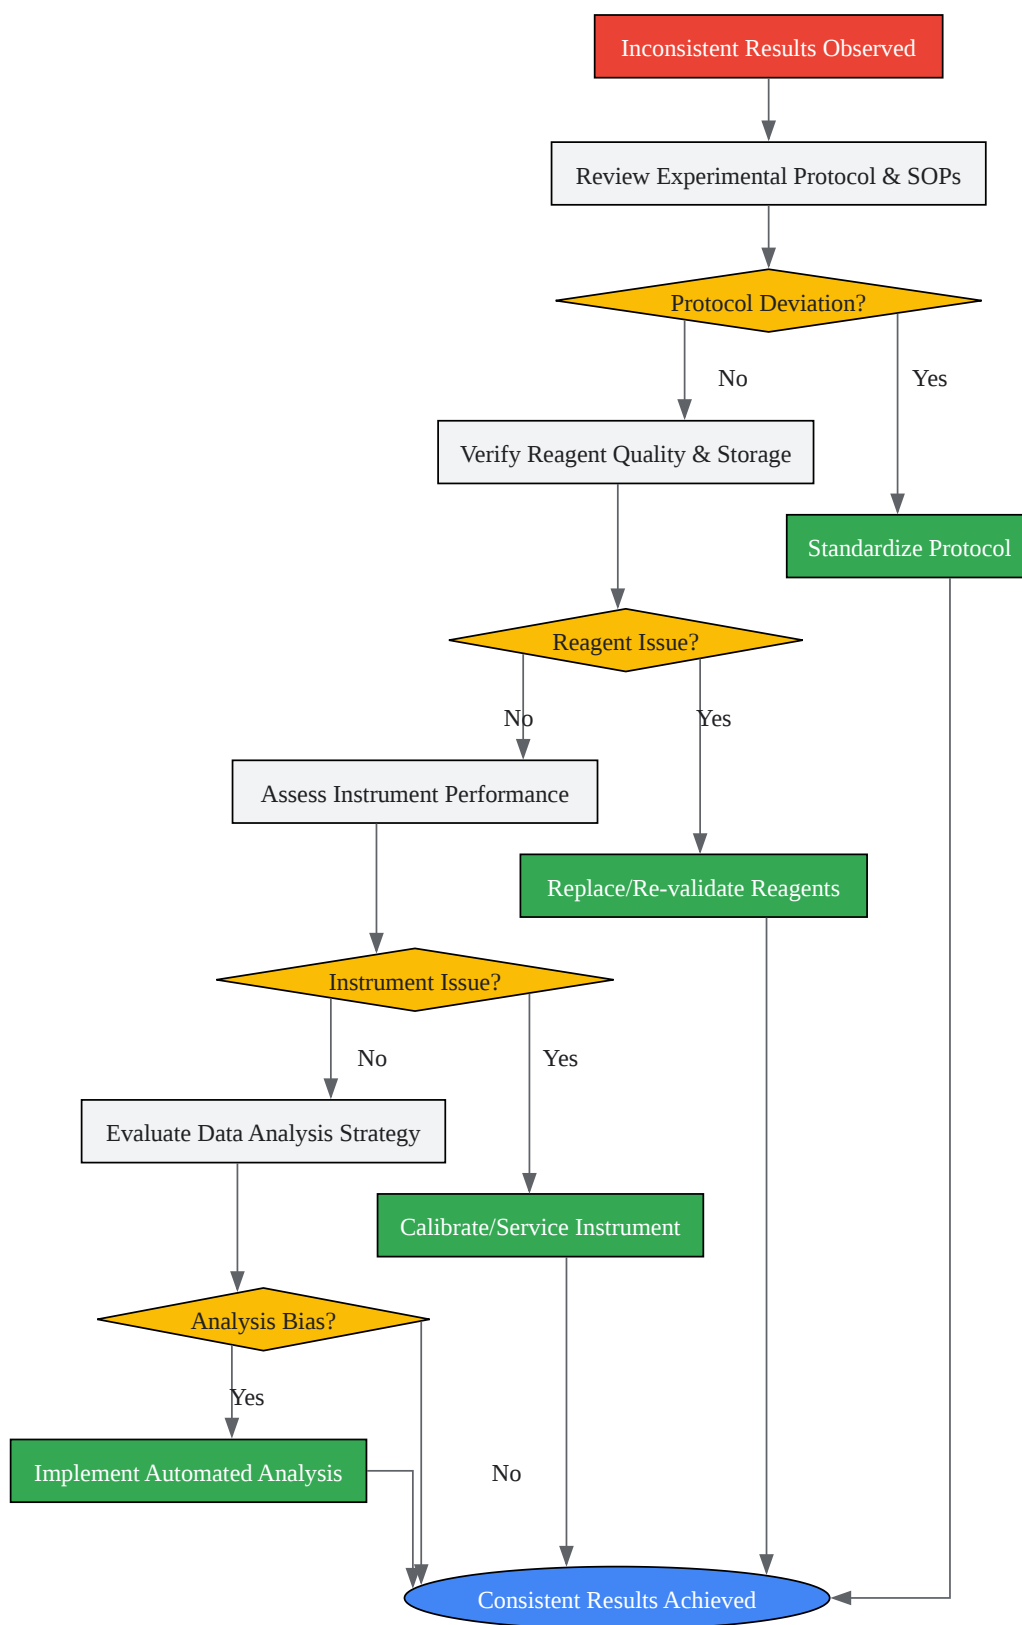 Inconsistent Results Observed
Review Experimental Protocol & SOPs
Protocol Deviation?
No
Yes
Verify Reagent Quality & Storage
Standardize Protocol
Reagent Issue?
No
Yes
Assess Instrument Performance
Replace/Re-validate Reagents
Instrument Issue?
No
Yes
Evaluate Data Analysis Strategy
Calibrate/Service Instrument
Analysis Bias?
Yes
Implement Automated Analysis
No
Consistent Results Achieved